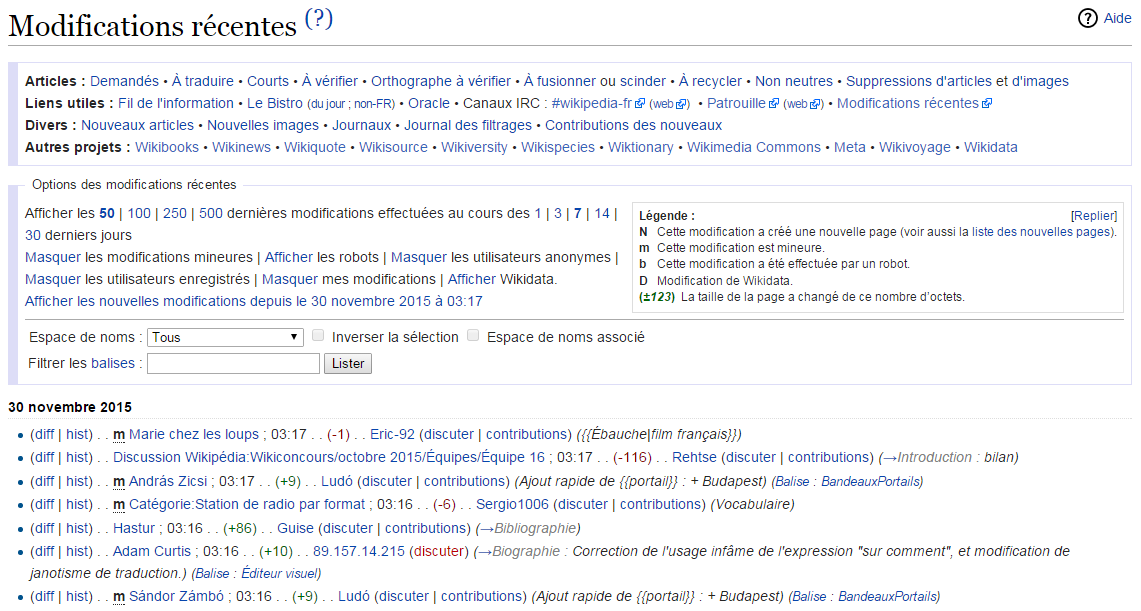 Modifications récentes (?)
Aide
Articles : Demandés • À traduire • Courts • À vérifier • Orthographe à vérifier • À fusionner ou scinder • À recycler • Non neutres • Suppressions d'articles et d'images
Liens utiles : Fil de l'information • Le Bistro (du jour ; non-FR) • Oracle • Canaux IRC : #wikipedia-fr (web) • Patrouille (web) • Modifications récentes
Divers : Nouveaux articles • Nouvelles images • Journaux • Journal des filtrages • Contributions des nouveaux
Autres projets : Wikibooks • Wikinews • Wikiquote • Wikisource • Wikiversity • Wikispecies • Wiktionary • Wikimedia Commons • Meta • Wikivoyage • Wikidata
Options des modifications récentes
Afficher les 50 | 100 | 250 | 500 dernières modifications effectuées au cours des 1 | 3 | 7 | 14 |
30 derniers jours
Masquer les modifications mineures | Afficher les robots | Masquer les utilisateurs anonymes |
Masquer les utilisateurs enregistrés | Masquer mes modifications | Afficher Wikidata.
Afficher les nouvelles modifications depuis le 30 novembre 2015 à 03:17
Légende : [Replier]
N Cette modification a créé une nouvelle page (voir aussi la liste des nouvelles pages).
m Cette modification est mineure.
b Cette modification a été effectuée par un robot.
D Modification de Wikidata.
(±123) La taille de la page a changé de ce nombre d'octets.
Espace de noms : Tous Inverser la sélection Espace de noms associé
Filtrer les balises : Lister
30 novembre 2015
• (diff | hist) . . m Marie chez les loups ; 03:17 . . (-1) . . Eric-92 (discuter | contributions) ({{Ébauche|film français}})
• (diff | hist) . . Discussion Wikipédia:Wikiconcours/octobre 2015/Équipes/Équipe 16 ; 03:17 . . (-116) . . Rehtse (discuter | contributions) (→Introduction : bilan)
• (diff | hist) . . m András Zicsi ; 03:17 . . (+9) . . Ludó (discuter | contributions) (Ajout rapide de {{portail}} : + Budapest) (Balise : BandeauxPortails)
• (diff | hist) . . m Catégorie:Station de radio par format ; 03:16 . . (-6) . . Sergio1006 (discuter | contributions) (Vocabulaire)
• (diff | hist) . . Hastur ; 03:16 . . (+86) . . Guise (discuter | contributions) (→Bibliographie)
• (diff | hist) . . Adam Curtis ; 03:16 . . (+10) . . 89.157.14.215 (discuter) (→Biographie : Correction de l'usage infâme de l'expression "sur comment", et modification de
janotisme de traduction.) (Balise : Éditeur visuel)
• (diff | hist) . . m Sándor Zámbó ; 03:16 . . (+9) . . Ludó (discuter | contributions) (Ajout rapide de {{portail}} : + Budapest) (Balise : BandeauxPortails)